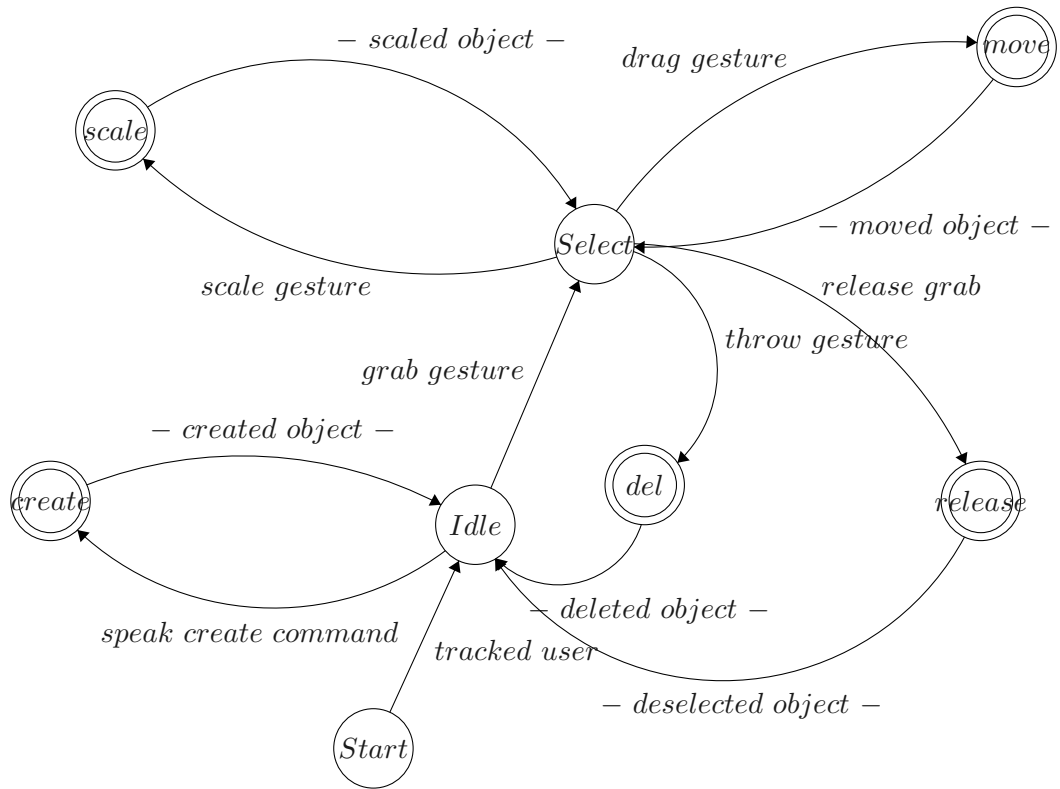 − scaled object −
drag gesture
move
scale
− moved object −
Select
scale gesture
release grab
throw gesture
grab gesture
− created object −
del
create
release
Idle
− deleted object −
speak create command
tracked user
− deselected object −
Start